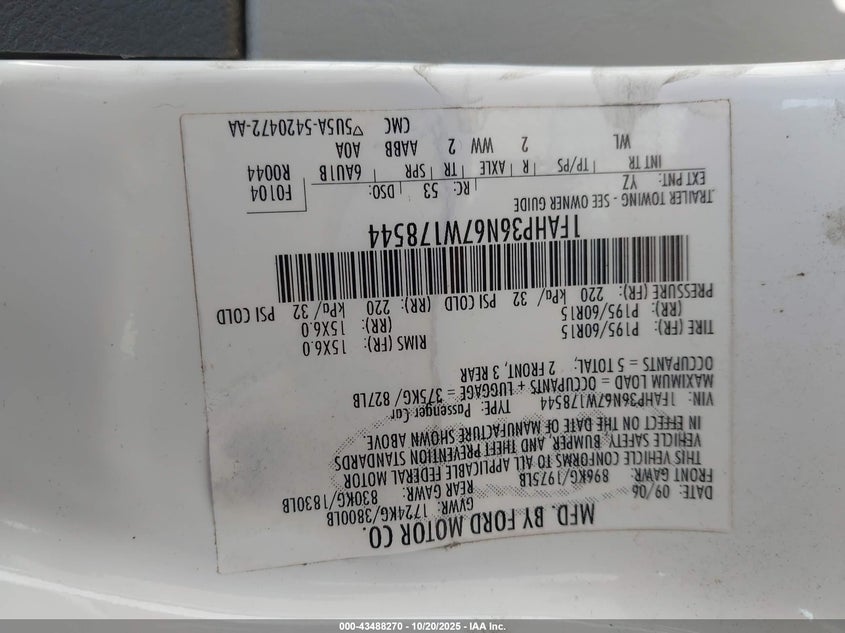 MFD. BY FORD MOTOR CO.
DATE: 09/06 GVWR: 1724KG/3800LB
FRONT GAWR: 896KG/1975LB REAR GAWR: 830KG/1830LB
THIS VEHICLE CONFORMS TO ALL APPLICABLE FEDERAL MOTOR
VEHICLE SAFETY, BUMPER, AND THEFT PREVENTION STANDARDS
IN EFFECT ON THE DATE OF MANUFACTURE SHOWN ABOVE
VIN: 1FAHP36N67W178544 TYPE: Passenger Car
MAXIMUM LOAD = OCCUPANTS + LUGGAGE = 375KG/ 827LB
OCCUPANTS = 5 TOTAL; 2 FRONT, 3 REAR
TIRE (FR): P195/60R15 RIMS (FR): 15X6.0
(RR): P195/60R15 (RR): 15X6.0
PRESSURE (FR): 220 kPa/ 32 PSI COLD (RR): 220 kPa/ 32 PSI COLD
1FAHP36N67W178544
TRAILER TOWING - SEE OWNER GUIDE F0104
EXT PNT: YZ RC: 53 DSO: R0044
INT TR TP/PS R AXLE TR SPR 6AU1B
WL 2 WW 2 AABB A0A
CMC ▽5U5A-5420472-AA
000-43488270 - 10/20/2025 - IAA Inc.